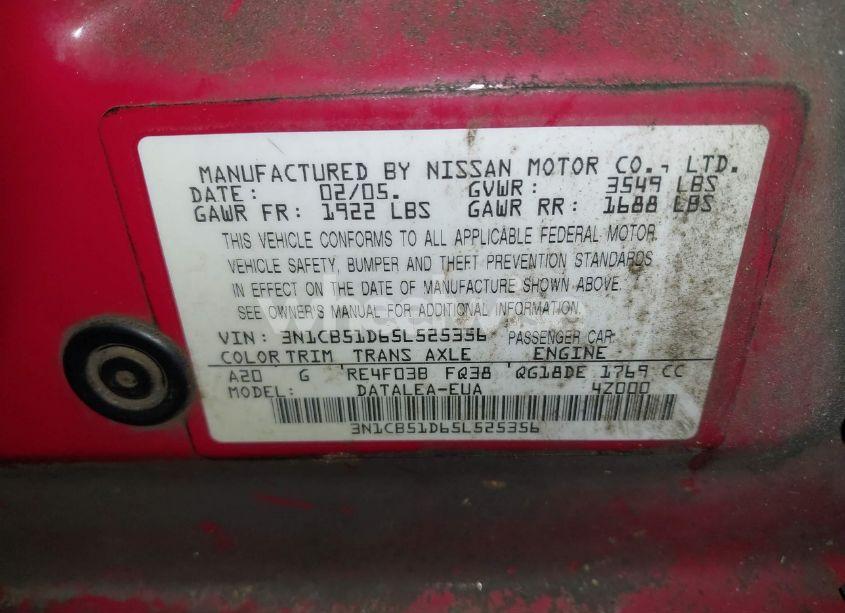 MANUFACTURED BY NISSAN MOTOR CO., LTD.
DATE: 02/05. GVWR: 3549 LBS
GAWR FR: 1922 LBS GAWR RR: 1688 LBS
THIS VEHICLE CONFORMS TO ALL APPLICABLE FEDERAL MOTOR
VEHICLE SAFETY, BUMPER AND THEFT PREVENTION STANDARDS
IN EFFECT ON THE DATE OF MANUFACTURE SHOWN ABOVE.
SEE OWNER'S MANUAL FOR ADDITIONAL INFORMATION.
VIN: 3N1CB51D65L525356 PASSENGER CAR
COLOR TRIM TRANS AXLE ENGINE
A20 G RE4F03B FQ38 QG18DE 1769 CC
MODEL: DATALEA-EUA 4Z000
3N1CB51D65L525356